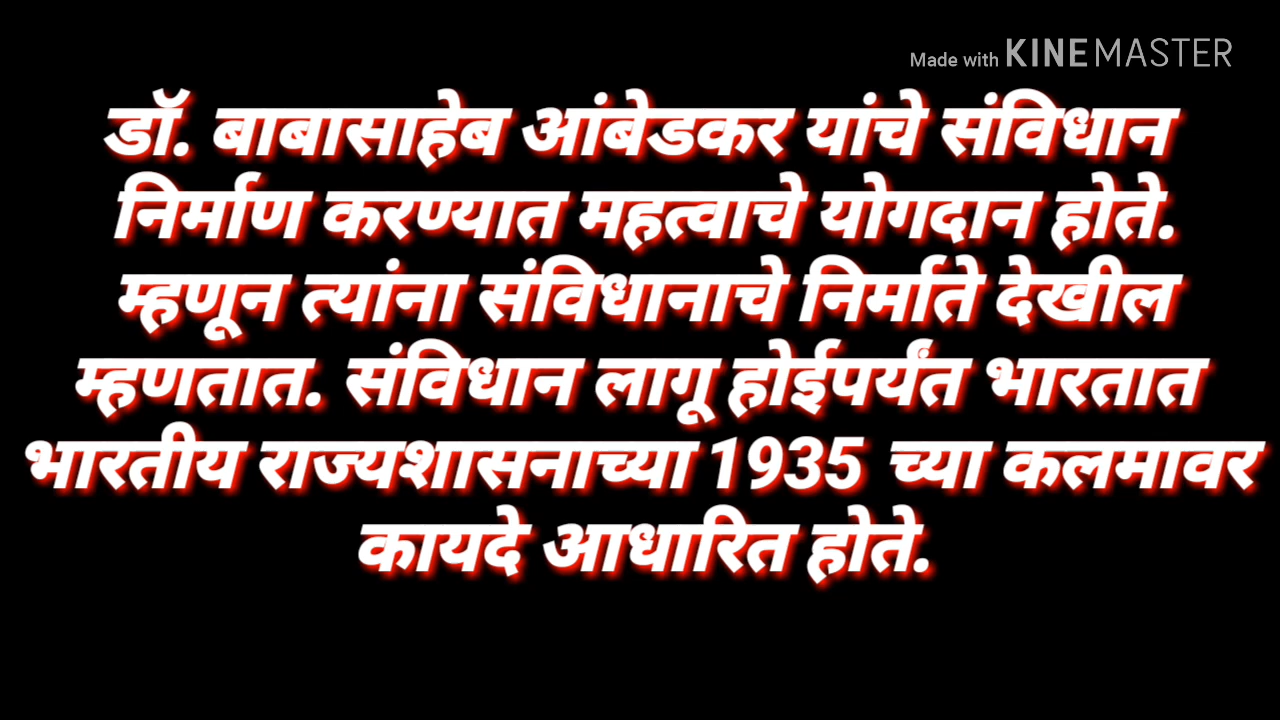 Made with KINEMASTER
डॉ. बाबासाहेब आंबेडकर यांचे संविधान
निर्माण करण्यात महत्वाचे योगदान होते.
म्हणून त्यांना संविधानाचे निर्माते देखील
म्हणतात. संविधान लागू होईपर्यंत भारतात
भारतीय राज्यशासनाच्या 1935 च्या कलमावर
कायदे आधारित होते.